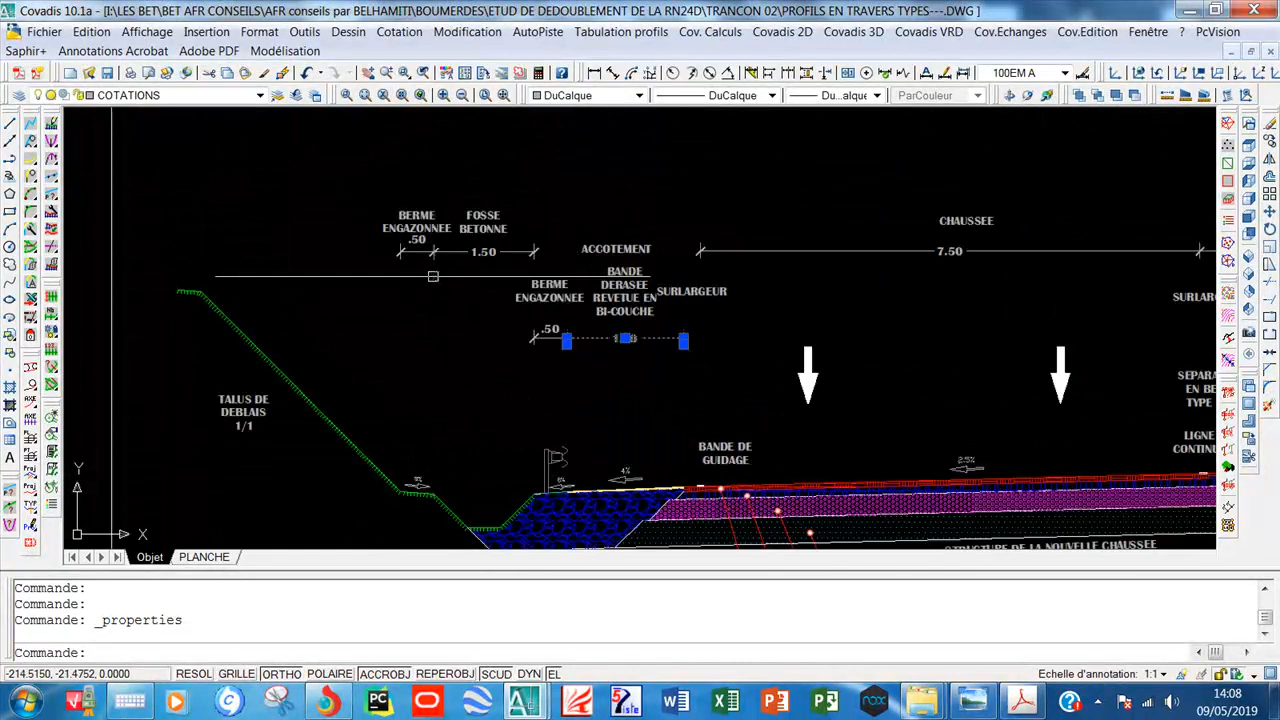 Covadis 10.1a - [I:\LES BET\BET AFR CONSEILS\AFR conseils par BELHAMITI\BOUMERDES\ETUD DE DEDOUBLEMENT DE LA RN24D\TRANCON 02\PROFILS EN TRAVERS TYPES---.DWG ]
Fichier Edition Affichage Insertion Format Outils Dessin Cotation Modification AutoPiste Tabulation profils Cov. Calculs Covadis 2D Covadis 3D Covadis VRD Cov.Echanges Cov.Edition Fenêtre ? PcVision
Saphir+ Annotations Acrobat Adobe PDF Modélisation
100EM A
COTATIONS DuCalque DuCalque Du...alque ParCouleur
BERME
ENGAZONNEE
.50
FOSSE
BETONNE
1.50
ACCOTEMENT
CHAUSSEE
7.50
BERME
ENGAZONNEE
.50
BANDE
DERASEE
REVETUE EN
BI-COUCHE
SURLARGEUR
SURLARG
TALUS DE
DEBLAIS
1/1
SEPARA
EN BE
TYPE
LIGNE
CONTINU
BANDE DE
GUIDAGE
4%
2.5%
STRUCTURE DE LA NOUVELLE CHAUSSEE
Y
X
Objet PLANCHE
Commande:
Commande:
Commande: _properties
Commande:
-214.5150, -21.4752, 0.0000 RESOL GRILLE ORTHO POLAIRE ACCROBJ REPEROBJ SCUD DYN EL Echelle d'annotation: 1:1
14:08
09/05/2019